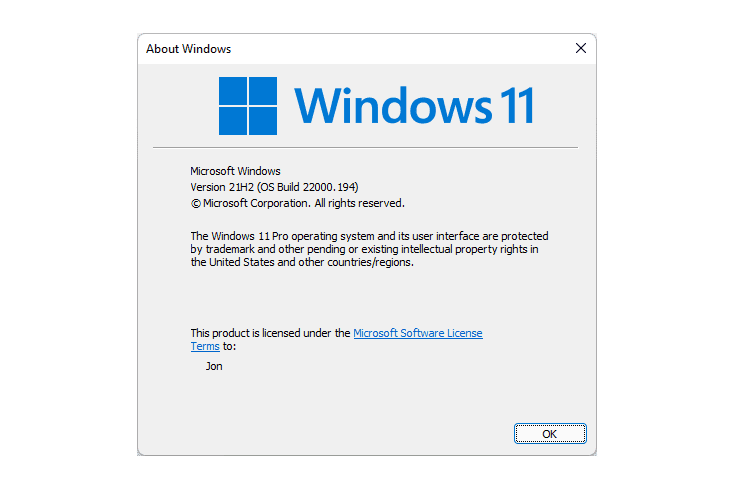 About Windows
Windows 11
Microsoft Windows
Version 21H2 (OS Build 22000.194)
© Microsoft Corporation. All rights reserved.
The Windows 11 Pro operating system and its user interface are protected
by trademark and other pending or existing intellectual property rights in
the United States and other countries/regions.
This product is licensed under the Microsoft Software License
Terms to:
Jon
OK